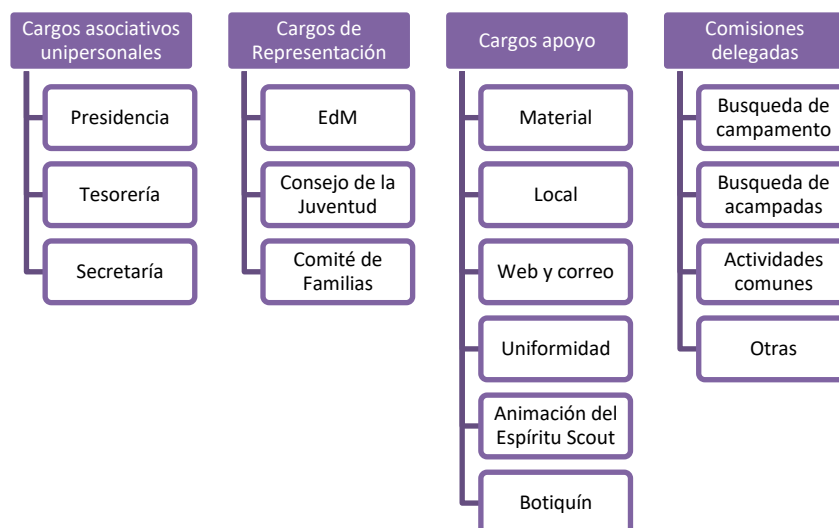 Cargos asociativos
unipersonales
Presidencia
Tesorería
Secretaría
Cargos de
Representación
EdM
Consejo de la
Juventud
Comité de
Familias
Cargos apoyo
Material
Local
Web y correo
Uniformidad
Animación del
Espíritu Scout
Botiquín
Comisiones
delegadas
Busqueda de
campamento
Busqueda de
acampadas
Actividades
comunes
Otras